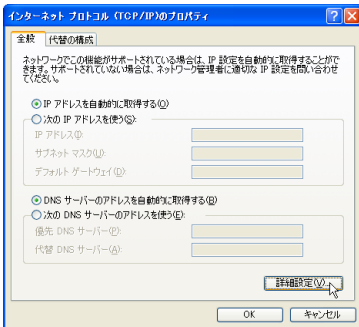 インターネット プロトコル (TCP/IP)のプロパティ
全般
代替の構成
ネットワークでこの機能がサポートされている場合は、IP 設定を自動的に取得することがで
きます。サポートされていない場合は、ネットワーク管理者に適切な IP 設定を問い合わせ
てください。
IP アドレスを自動的に取得する(O)
次の IP アドレスを使う(S):
IP アドレス(I):
サブネット マスク(U):
デフォルト ゲートウェイ(D):
DNS サーバーのアドレスを自動的に取得する(B)
次の DNS サーバーのアドレスを使う(E):
優先 DNS サーバー(P):
代替 DNS サーバー(A):
詳細設定(V)...
OK
キャンセル